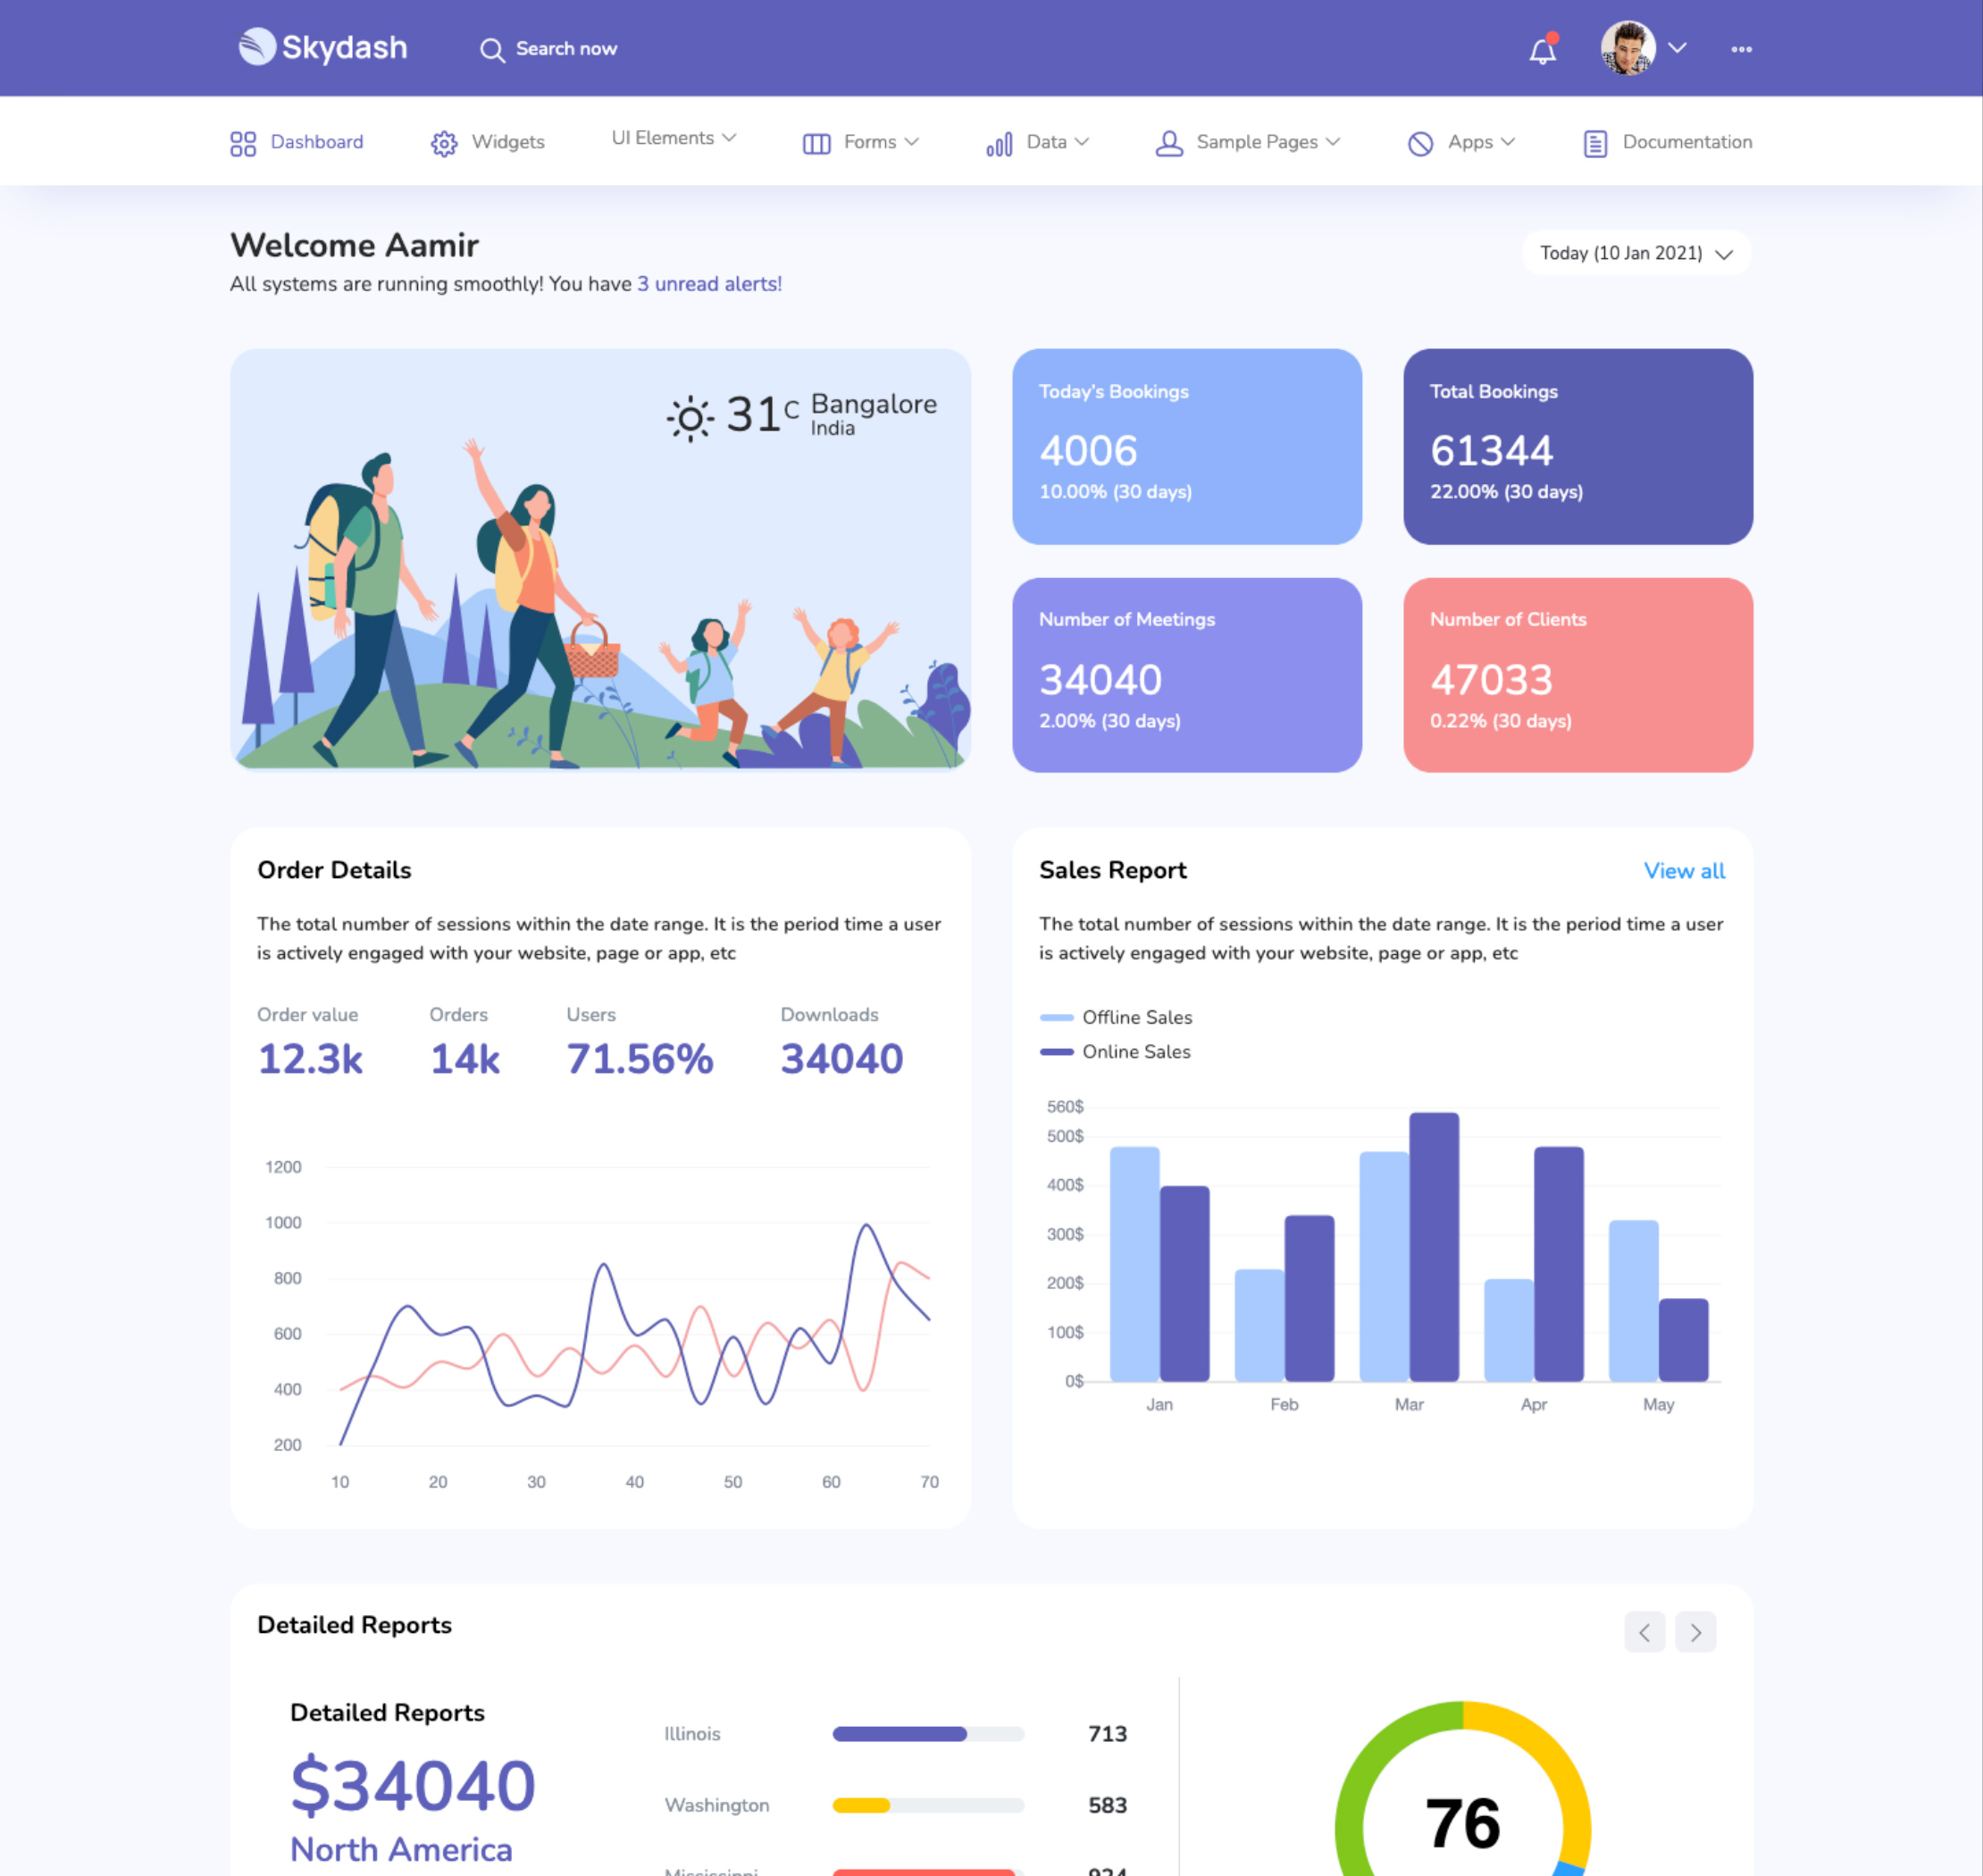 Skydash
Search now
Dashboard
Widgets
UI Elements
Forms
Data
Sample Pages
Apps
Documentation
Welcome Aamir
Today (10 Jan 2021)
All systems are running smoothly! You have 3 unread alerts!
31C
Bangalore
India
Today's Bookings
4006
10.00% (30 days)
Total Bookings
61344
22.00% (30 days)
Number of Meetings
34040
2.00% (30 days)
Number of Clients
47033
0.22% (30 days)
Order Details
The total number of sessions within the date range. It is the period time a user
is actively engaged with your website, page or app, etc
Order value
Orders
Users
Downloads
12.3k
14k
71.56%
34040
1200
1000
800
600
400
200
10 20 30 40 50 60 70
Sales Report
View all
The total number of sessions within the date range. It is the period time a user
is actively engaged with your website, page or app, etc
Offline Sales
Online Sales
560$
500$
400$
300$
200$
100$
0$
Jan Feb Mar Apr May
Detailed Reports
Detailed Reports
$34040
North America
Illinois 713
Washington 583
76